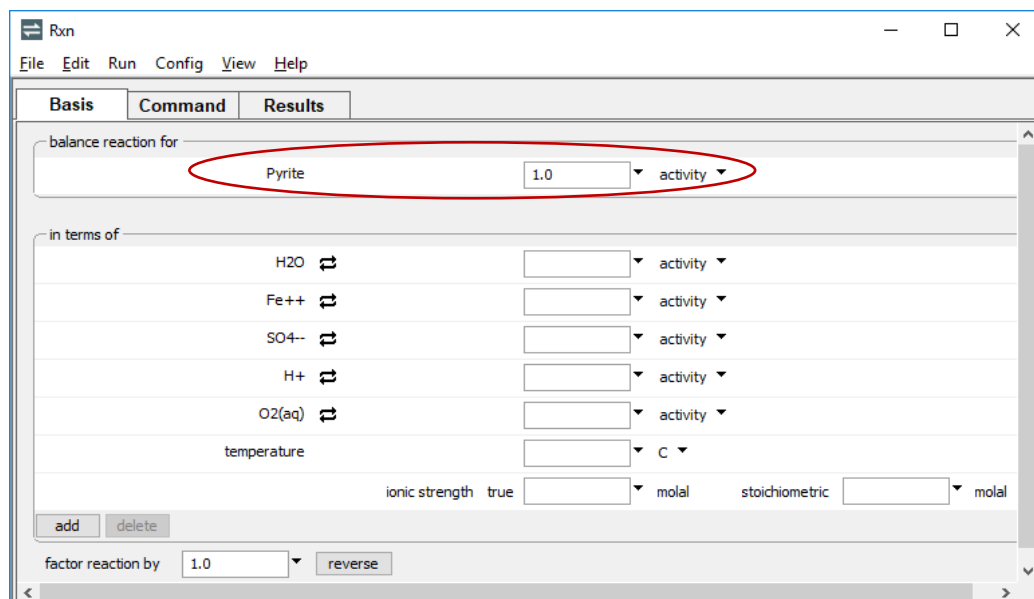 Rxn
File Edit Run Config View Help
Basis Command Results
balance reaction for
Pyrite 1.0 activity
in terms of
H2O activity
Fe++ activity
SO4-- activity
H+ activity
O2(aq) activity
temperature C
ionic strength true molal stoichiometric molal
add delete
factor reaction by 1.0 reverse